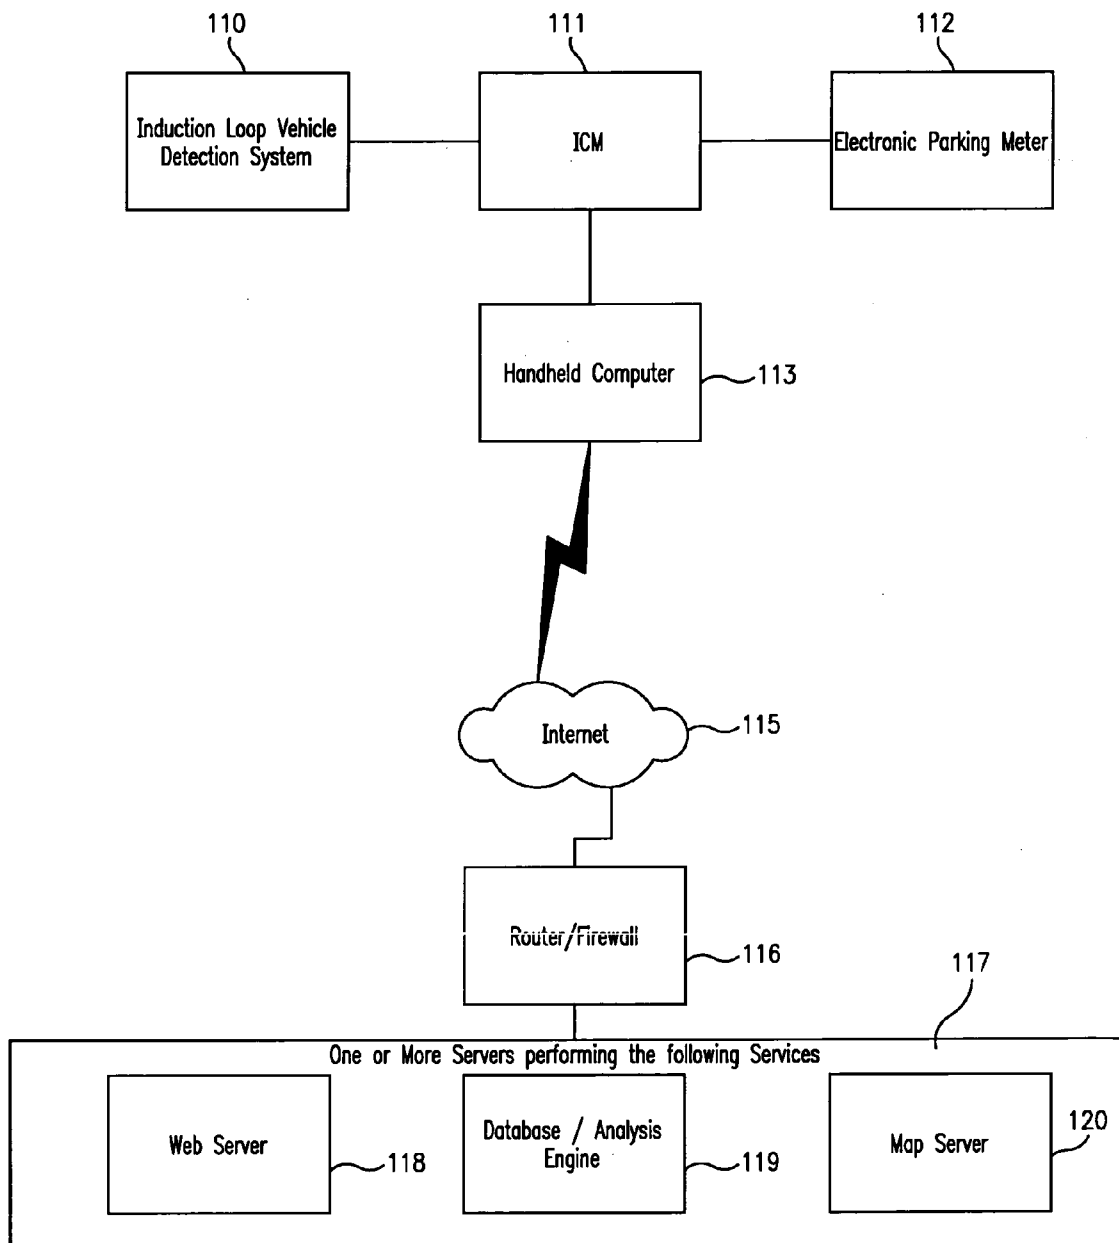 110
111
112
Induction Loop Vehicle
Detection System
ICM
Electronic Parking Meter
Handheld Computer
113
Internet
115
Router/Firewall
116
117
One or More Servers performing the following Services
Web Server
118
Database / Analysis
Engine
119
Map Server
120